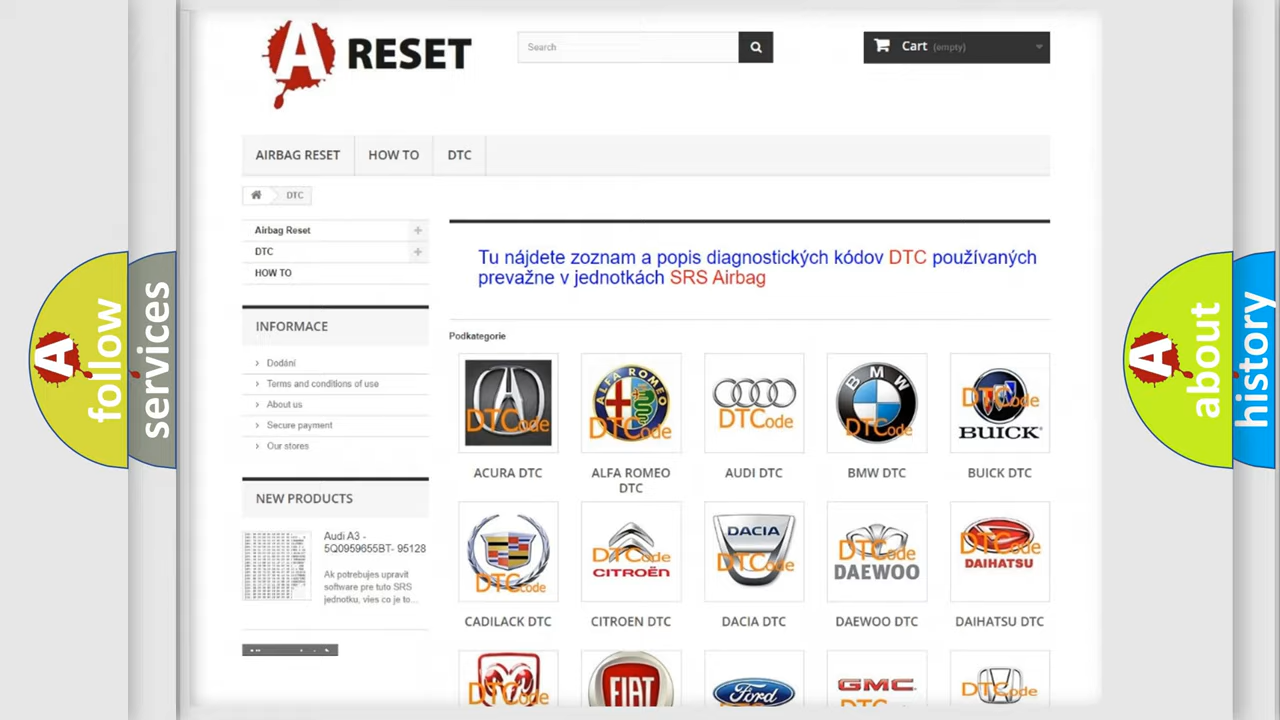 A RESET
Search
Cart (empty)
AIRBAG RESET
HOW TO
DTC
DTC
Airbag Reset
DTC
HOW TO
INFORMACE
Dodání
Terms and conditions of use
About us
Secure payment
Our stores
NEW PRODUCTS
Audi A3 -
5Q0959655BT- 95128
Ak potrebujes upravit
software pre tuto SRS
jednotku, vies co je to...
Tu nájdete zoznam a popis diagnostických kódov DTC používaných
prevažne v jednotkách SRS Airbag
Podkategorie
DTCode
ALFA ROMEO
DTCode
DTCode
BMW
DTCode
DTCode
BUICK
ACURA DTC
ALFA ROMEO
DTC
AUDI DTC
BMW DTC
BUICK DTC
DTCode
DTCode
CITROËN
DACIA
DTCode
DTCode
DAEWOO
DTCode
DAIHATSU
CADILACK DTC
CITROEN DTC
DACIA DTC
DAEWOO DTC
DAIHATSU DTC
DTCode
FIAT
Ford
GMC
DTCode
A follow
services
A about
history